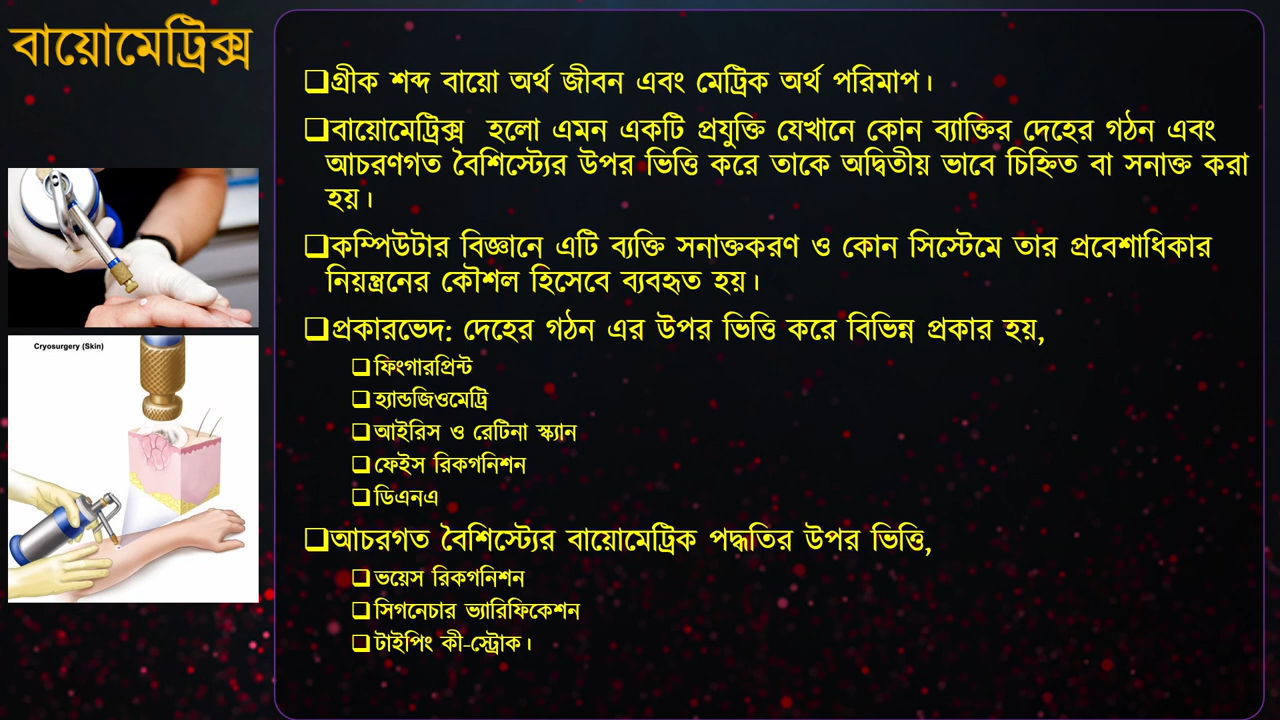 বায়োমেট্রিক্স
গ্রীক শব্দ বায়ো অর্থ জীবন এবং মেট্রিক অর্থ পরিমাপ।
বায়োমেট্রিক্স হলো এমন একটি প্রযুক্তি যেখানে কোন ব্যাক্তির দেহের গঠন এবং
আচরণগত বৈশিস্ট্যের উপর ভিত্তি করে তাকে অদ্বিতীয় ভাবে চিহ্নিত বা সনাক্ত করা
হয়।
কম্পিউটার বিজ্ঞানে এটি ব্যক্তি সনাক্তকরণ ও কোন সিস্টেমে তার প্রবেশাধিকার
নিয়ন্ত্রনের কৌশল হিসেবে ব্যবহৃত হয়।
প্রকারভেদ: দেহের গঠন এর উপর ভিত্তি করে বিভিন্ন প্রকার হয়,
ফিংগারপ্রিন্ট
হ্যান্ডজিওমেট্রি
আইরিস ও রেটিনা স্ক্যান
ফেইস রিকগনিশন
ডিএনএ
আচরগত বৈশিস্ট্যের বায়োমেট্রিক পদ্ধতির উপর ভিত্তি,
ভয়েস রিকগনিশন
সিগনেচার ভ্যারিফিকেশন
টাইপিং কী-স্ট্রোক।
Cryosurgery (Skin)